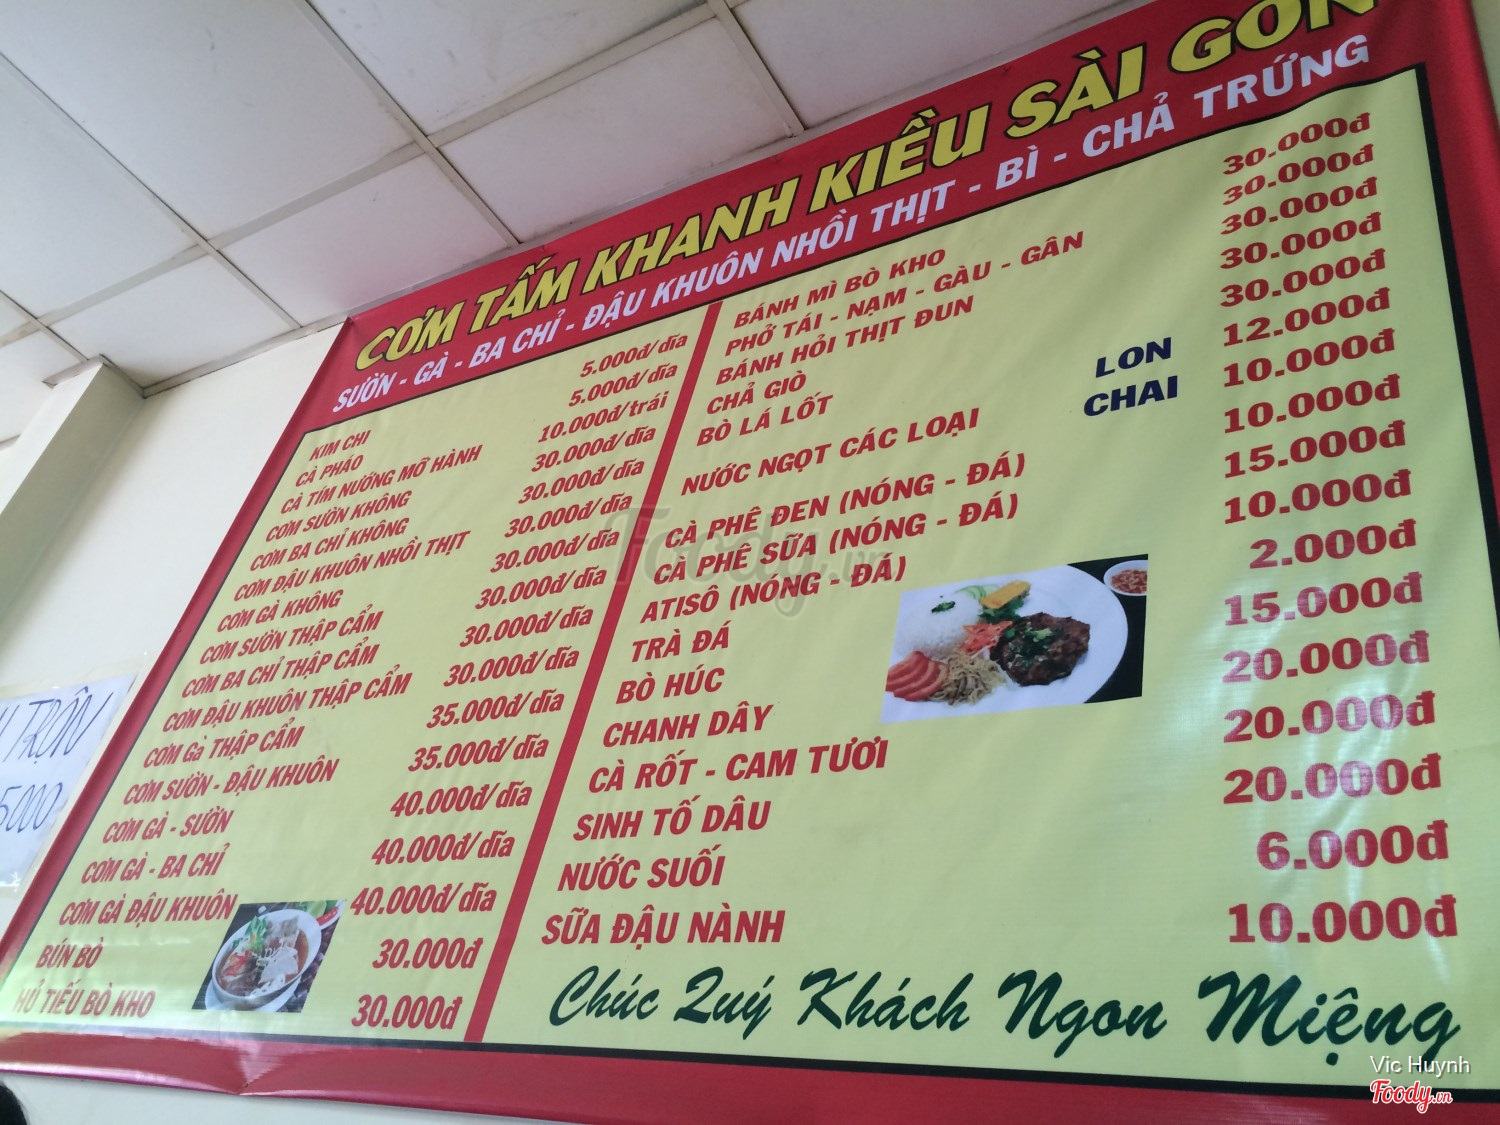 CƠM TẤM KHANH KIỀU SÀI GÒN
SƯỜN - GÀ - BA CHỈ - ĐẬU KHUÔN NHỒI THỊT - BÌ - CHẢ TRỨNG
KIM CHI 5.000đ/dĩa
CÀ PHÁO 5.000đ/dĩa
CÀ TÍM NƯỚNG MỠ HÀNH 10.000đ/trái
CƠM SƯỜN KHÔNG 30.000đ/dĩa
CƠM BA CHỈ KHÔNG 30.000đ/dĩa
CƠM ĐẬU KHUÔN NHỒI THỊT 30.000đ/dĩa
CƠM GÀ KHÔNG 30.000đ/dĩa
CƠM SƯỜN THẬP CẨM 30.000đ/dĩa
CƠM BA CHỈ THẬP CẨM 30.000đ/dĩa
CƠM ĐẬU KHUÔN THẬP CẨM 30.000đ/dĩa
CƠM Gà THẬP CẨM 35.000đ/dĩa
CƠM SƯỜN - ĐẬU KHUÔN 35.000đ/dĩa
CƠM GÀ - SƯỜN 40.000đ/dĩa
CƠM GÀ - BA CHỈ 40.000đ/dĩa
CƠM GÀ ĐẬU KHUÔN 40.000đ/dĩa
BÚN BÒ 30.000đ
HỦ TIẾU BÒ KHO 30.000đ
BÁNH MÌ BÒ KHO 30.000đ
PHỞ TÁI - NẠM - GÀU - GÂN 30.000đ
BÁNH HỎI THỊT ĐUN 30.000đ
CHẢ GIÒ 30.000đ
BÒ LÁ LỐT 30.000đ
NƯỚC NGỌT CÁC LOẠI LON 12.000đ
CHAI 10.000đ
CÀ PHÊ ĐEN (NÓNG - ĐÁ) 10.000đ
CÀ PHÊ SỮA (NÓNG - ĐÁ) 15.000đ
ATISÔ (NÓNG - ĐÁ) 10.000đ
TRÀ ĐÁ 2.000đ
BÒ HÚC 15.000đ
CHANH DÂY 20.000đ
CÀ RỐT - CAM TƯƠI 20.000đ
SINH TỐ DÂU 20.000đ
NƯỚC SUỐI 6.000đ
SỮA ĐẬU NÀNH 10.000đ
Chúc Quý Khách Ngon Miệng
TRỘN
5000
Foody.vn
Vic Huynh
Foody.vn